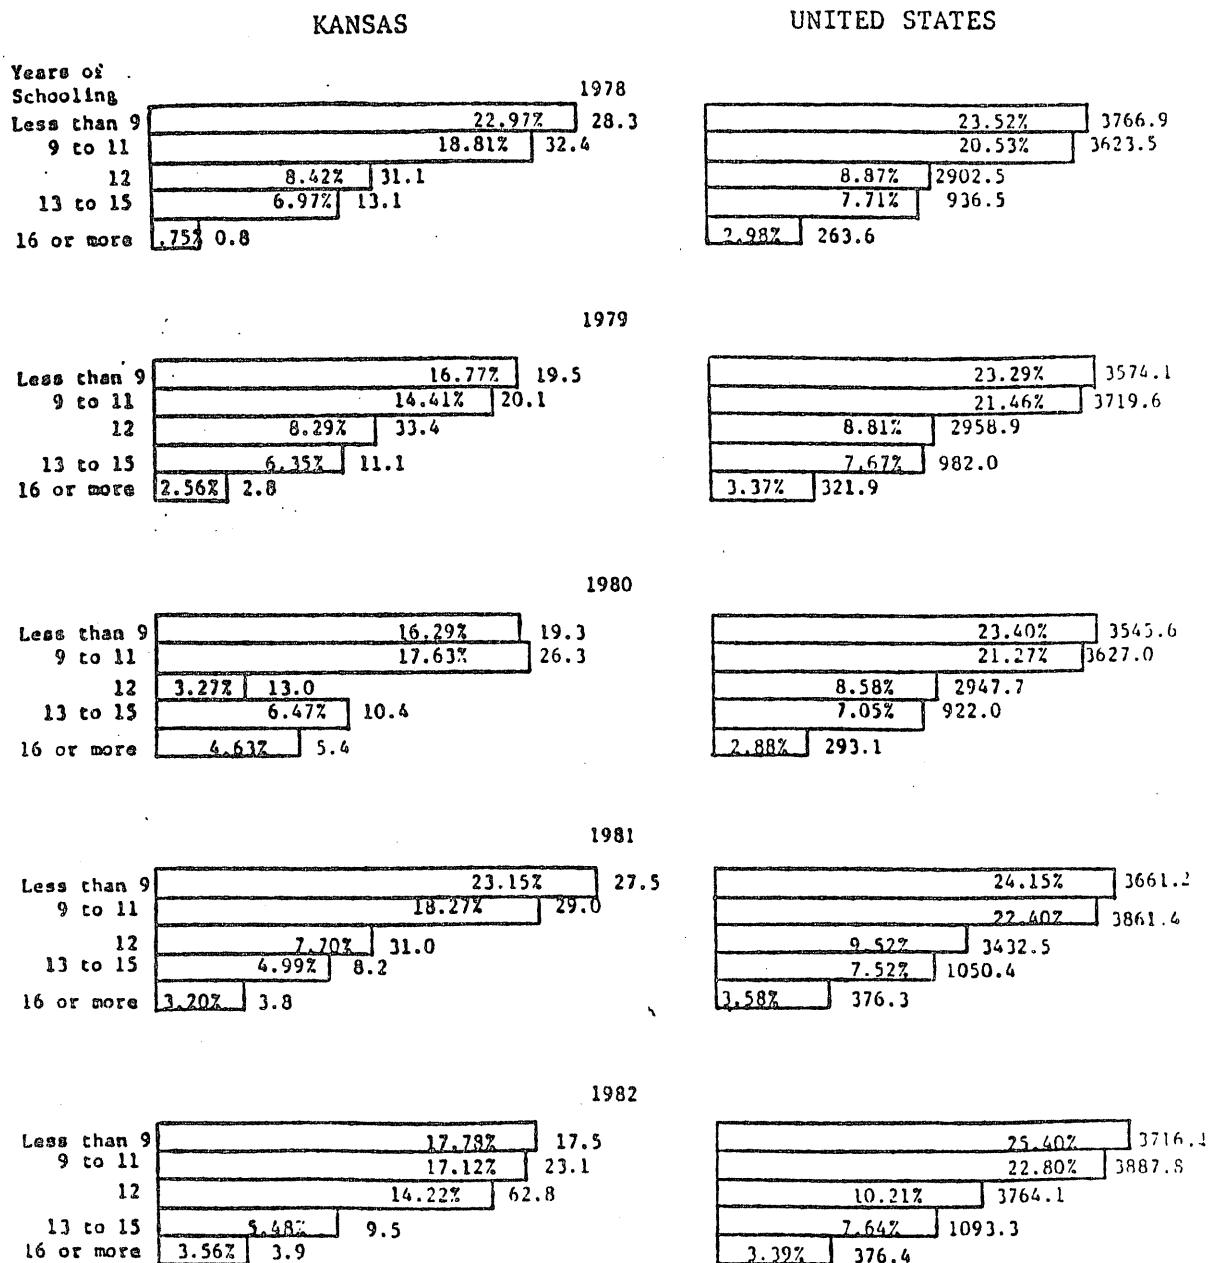 KANSAS UNITED STATES
Years of
Schooling 1978
Less than 9 22.97% 28.3 23.52% 3766.9
9 to 11 18.81% 32.4 20.53% 3623.5
12 8.42% 31.1 8.87% 2902.5
13 to 15 6.97% 13.1 7.71% 936.5
16 or more .75% 0.8 2.98% 263.6
1979
Less than 9 16.77% 19.5 23.29% 3574.1
9 to 11 14.41% 20.1 21.46% 3719.6
12 8.29% 33.4 8.81% 2958.9
13 to 15 6.35% 11.1 7.67% 982.0
16 or more 2.56% 2.8 3.37% 321.9
1980
Less than 9 16.29% 19.3 23.40% 3545.6
9 to 11 17.63% 26.3 21.27% 3627.0
12 3.27% 13.0 8.58% 2947.7
13 to 15 6.47% 10.4 7.05% 922.0
16 or more 4.63% 5.4 2.88% 293.1
1981
Less than 9 23.15% 27.5 24.15% 3661.2
9 to 11 18.27% 29.0 22.40% 3861.4
12 7.70% 31.0 9.52% 3432.5
13 to 15 4.99% 8.2 7.52% 1050.4
16 or more 3.20% 3.8 3.58% 376.3
1982
Less than 9 17.78% 17.5 25.40% 3716.1
9 to 11 17.12% 23.1 22.80% 3887.8
12 14.22% 62.8 10.21% 3764.1
13 to 15 5.48% 9.5 7.64% 1093.3
16 or more 3.56% 3.9 3.39% 376.4